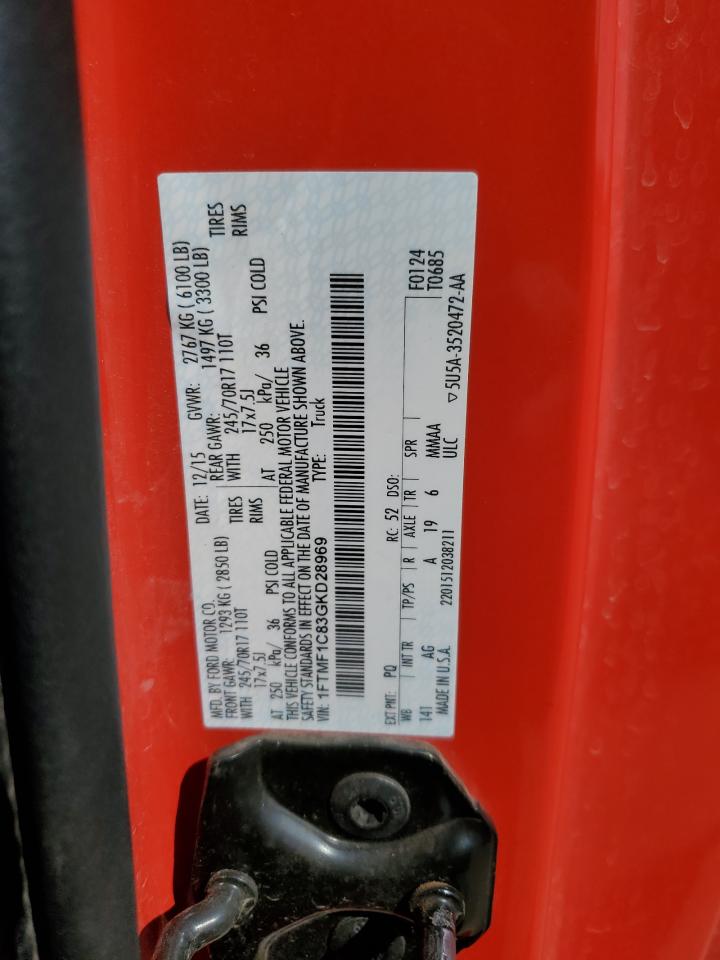 MFD. BY FORD MOTOR CO. DATE: 12/15 GVWR: 2767 KG ( 6100 LB)
FRONT GAWR: 1293 KG ( 2850 LB) REAR GAWR: 1497 KG ( 3300 LB)
WITH 245/70R17 110T TIRES WITH 245/70R17 110T TIRES
17x7.5J RIMS 17x7.5J RIMS
AT 250 kPa/ 36 PSI COLD AT 250 kPa/ 36 PSI COLD
THIS VEHICLE CONFORMS TO ALL APPLICABLE FEDERAL MOTOR VEHICLE
SAFETY STANDARDS IN EFFECT ON THE DATE OF MANUFACTURE SHOWN ABOVE.
VIN: 1FTMF1C83GKD28969 TYPE: Truck
EXT PNT: PQ RC: 52 DSO: F0124
WB INT TR TP/PS R AXLE TR SPR T0685
141 AG A 19 6 MMAA
MADE IN U.S.A. 2201512038211 ULC ▽5U5A-3520472-AA